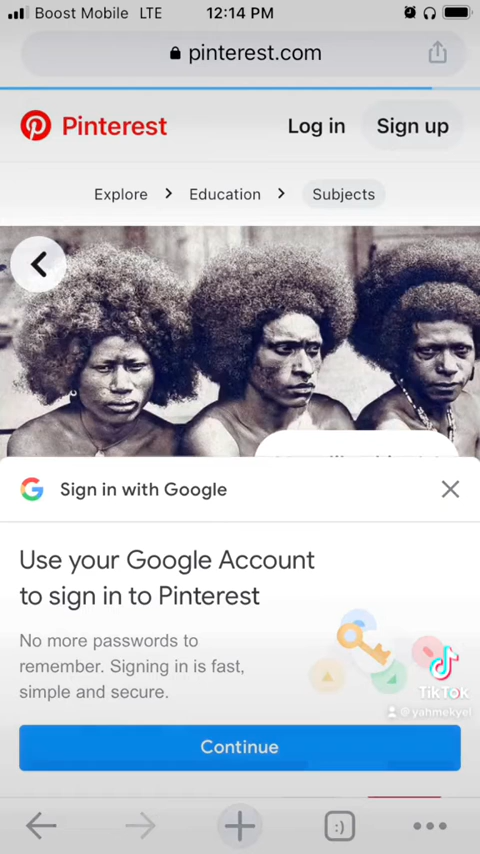 Boost Mobile LTE 12:14 PM
pinterest.com
Pinterest Log in Sign up
Explore > Education > Subjects
Sign in with Google
Use your Google Account
to sign in to Pinterest
No more passwords to
remember. Signing in is fast,
simple and secure.
TikTok
@yahmekyel
Continue
:)